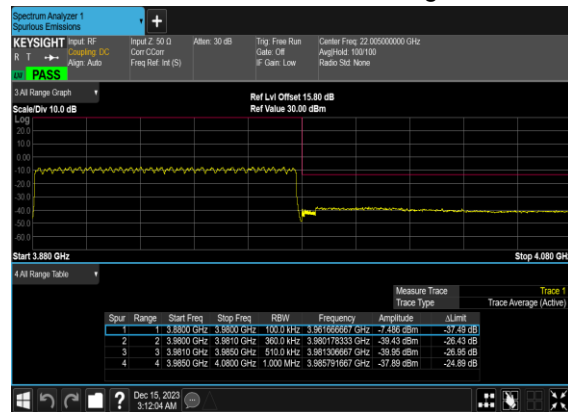 Spectrum Analyzer 1
Spurious Emissions
+
KEYSIGHT Input: RF Input Z: 50 Ω Atten: 30 dB Trig: Free Run Center Freq: 22.005000000 GHz
R T Coupling: DC Corr CCorr Gate: Off Avg|Hold: 100/100
Align: Auto Freq Ref: Int (S) IF Gain: Low Radio Std: None
LW PASS
3 All Range Graph
Ref Lvl Offset 15.80 dB
Scale/Div 10.0 dB Ref Value 30.00 dBm
Log
20.0
10.0
0.00
-10.0
-20.0
-30.0
-40.0
-50.0
-60.0
Start 3.880 GHz Stop 4.080 GHz
4 All Range Table
Measure Trace Trace 1
Trace Type Trace Average (Active)
Spur Range Start Freq Stop Freq RBW Frequency Amplitude ΔLimit
1 1 3.8800 GHz 3.9800 GHz 100.0 kHz 3.961666667 GHz -7.486 dBm -37.49 dB
2 2 3.9800 GHz 3.9810 GHz 360.0 kHz 3.980178333 GHz -39.43 dBm -26.43 dB
3 3 3.9810 GHz 3.9850 GHz 510.0 kHz 3.981306667 GHz -39.95 dBm -26.95 dB
4 4 3.9850 GHz 4.0800 GHz 1.000 MHz 3.985791667 GHz -37.89 dBm -24.89 dB
? Dec 15, 2023
3:12:04 AM